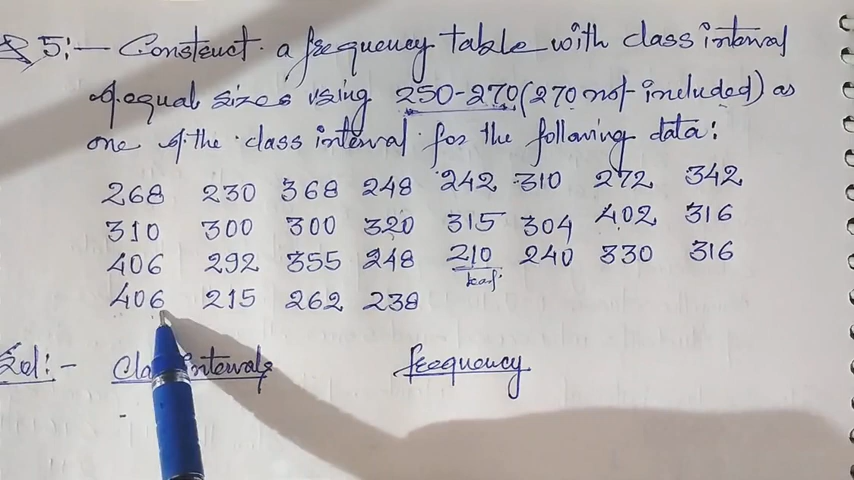 Q 5:- Construct a frequency table with class interval
of equal sizes using 250-270 (270 not included) as
one of the class interval for the following data:
268 230 368 248 242 310 272 342
310 300 300 320 315 304 402 316
406 292 355 248 210 240 330 316
406 215 262 238
Sol:- Class Intervals frequency